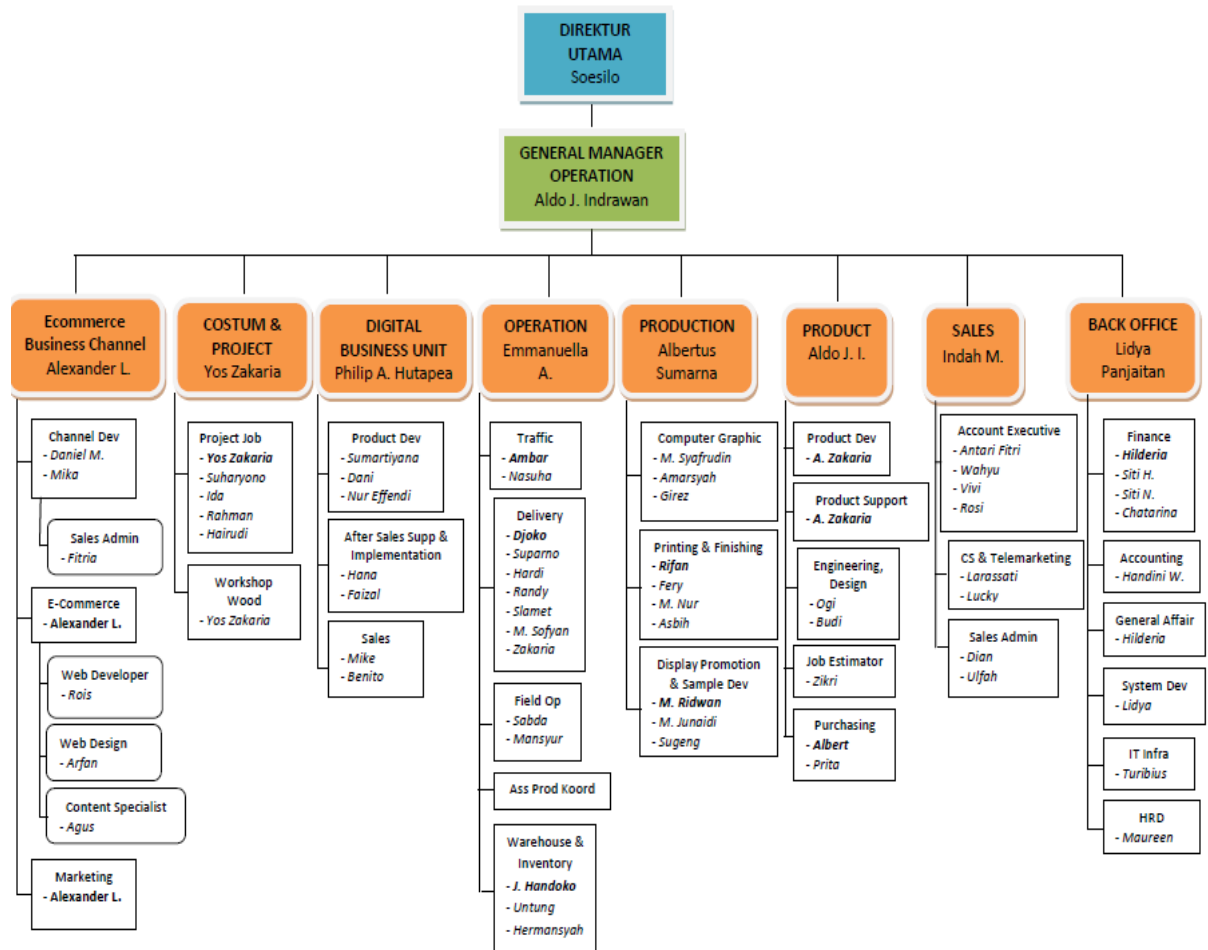 DIREKTUR
UTAMA
Soesilo
GENERAL MANAGER
OPERATION
Aldo J. Indrawan
Ecommerce
Business Channel
Alexander L.
Channel Dev
- Daniel M.
- Mika
Sales Admin
- Fitria
E-Commerce
- Alexander L.
Web Developer
- Rois
Web Design
- Arfan
Content Specialist
- Agus
Marketing
- Alexander L.
COSTUM &
PROJECT
Yos Zakaria
Project Job
- Yos Zakaria
- Suharyono
- Ida
- Rahman
- Hairudi
Workshop
Wood
- Yos Zakaria
DIGITAL
BUSINESS UNIT
Philip A. Hutapea
Product Dev
- Sumartiyana
- Dani
- Nur Effendi
After Sales Supp &
Implementation
- Hana
- Faizal
Sales
- Mike
- Benito
OPERATION
Emmanuella
A.
Traffic
- Ambar
- Nasuha
Delivery
- Djoko
- Suparno
- Hardi
- Randy
- Slamet
- M. Sofyan
- Zakaria
Field Op
- Sabda
- Mansyur
Ass Prod Koord
Warehouse &
Inventory
- J. Handoko
- Untung
- Hermansyah
PRODUCTION
Albertus
Sumarna
Computer Graphic
- M. Syafrudin
- Amarsyah
- Girez
Printing & Finishing
- Rifan
- Fery
- M. Nur
- Asbih
Display Promotion
& Sample Dev
- M. Ridwan
- M. Junaidi
- Sugeng
PRODUCT
Aldo J. I.
Product Dev
- A. Zakaria
Product Support
- A. Zakaria
Engineering,
Design
- Ogi
- Budi
Job Estimator
- Zikri
Purchasing
- Albert
- Prita
SALES
Indah M.
Account Executive
- Antari Fitri
- Wahyu
- Vivi
- Rosi
CS & Telemarketing
- Larassati
- Lucky
Sales Admin
- Dian
- Ulfah
BACK OFFICE
Lidya
Panjaitan
Finance
- Hilderia
- Siti H.
- Siti N.
- Chatarina
Accounting
- Handini W.
General Affair
- Hilderia
System Dev
- Lidya
IT Infra
- Turibius
HRD
- Maureen